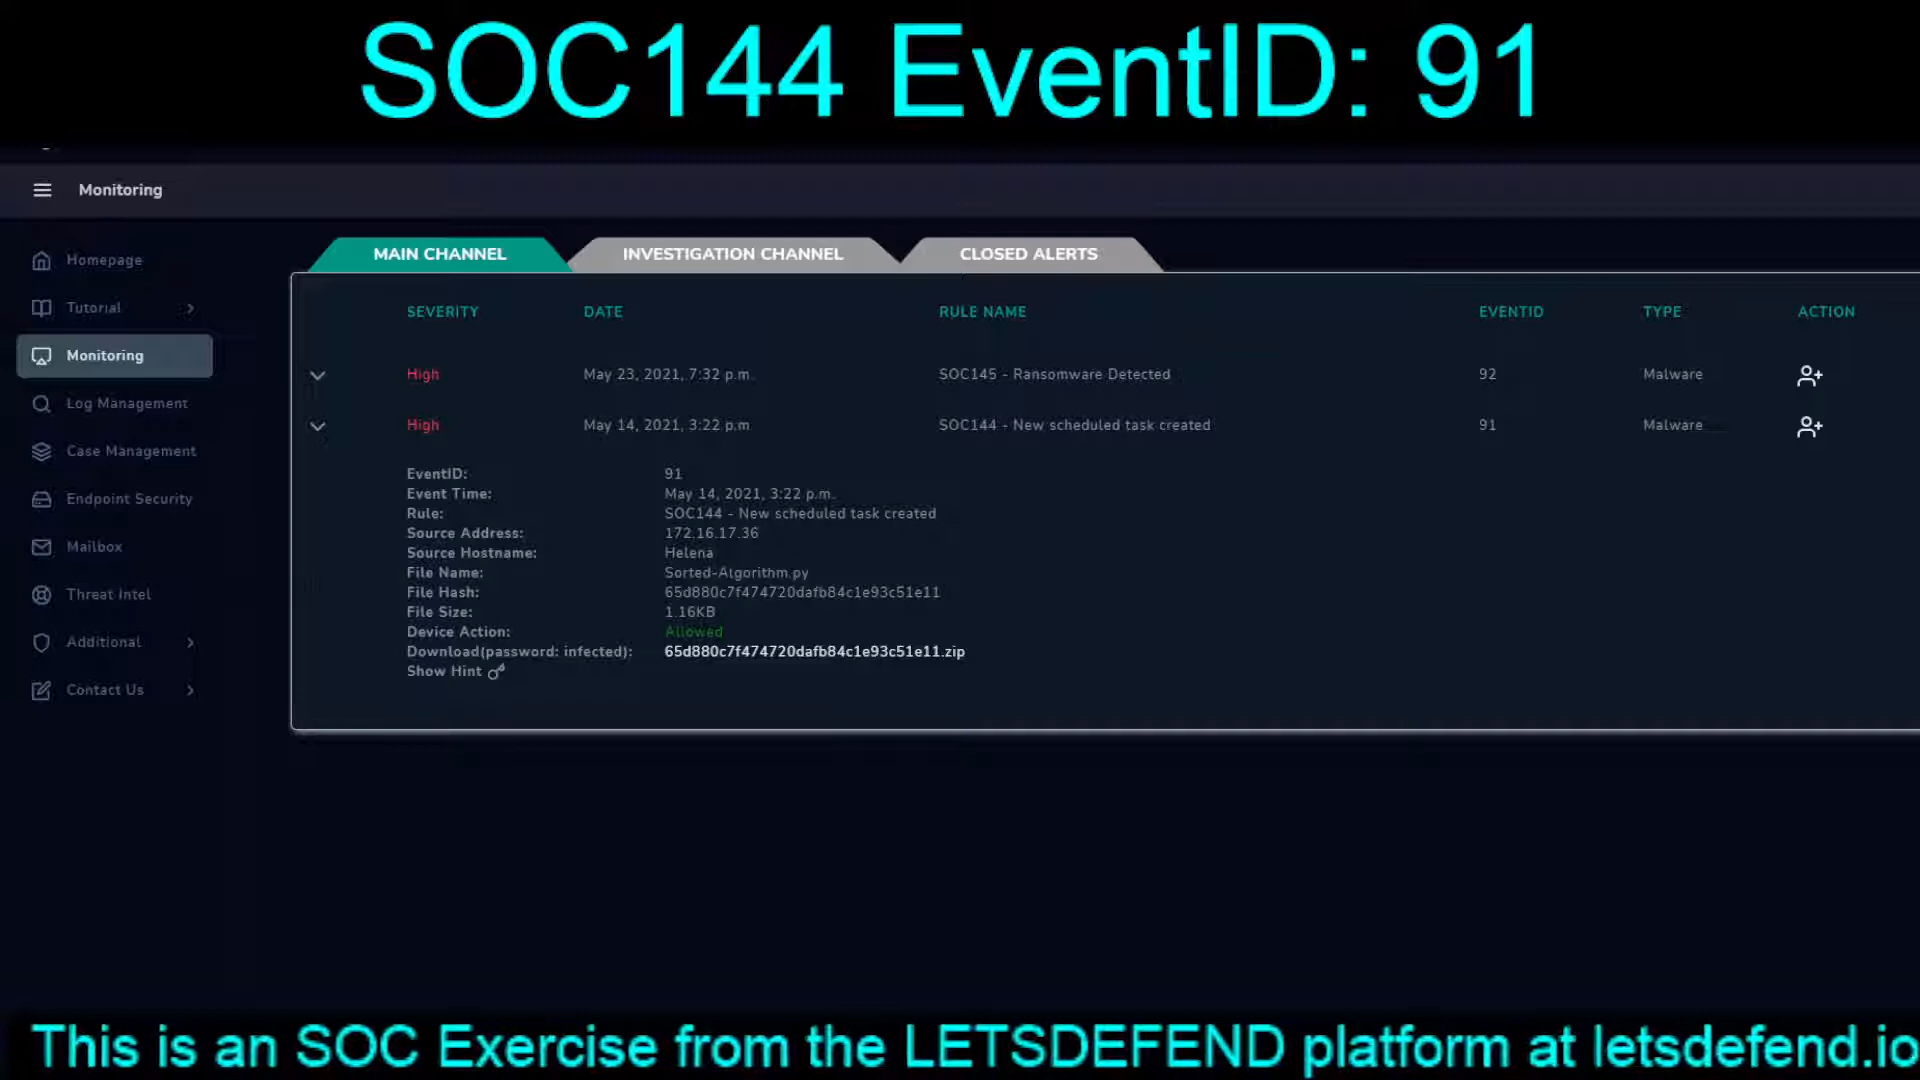 SOC144 EventID: 91
Monitoring
Homepage
Tutorial
Monitoring
Log Management
Case Management
Endpoint Security
Mailbox
Threat Intel
Additional
Contact Us
MAIN CHANNEL INVESTIGATION CHANNEL CLOSED ALERTS
SEVERITY DATE RULE NAME EVENTID TYPE ACTION
High May 23, 2021, 7:32 p.m. SOC145 - Ransomware Detected 92 Malware
High May 14, 2021, 3:22 p.m SOC144 - New scheduled task created 91 Malware
EventID: 91
Event Time: May 14, 2021, 3:22 p.m.
Rule: SOC144 - New scheduled task created
Source Address: 172.16.17.36
Source Hostname: Helena
File Name: Sorted-Algorithm.py
File Hash: 65d880c7f474720dafb84c1e93c51e11
File Size: 1.16KB
Device Action: Allowed
Download(password: infected): 65d880c7f474720dafb84c1e93c51e11.zip
Show Hint
This is an SOC Exercise from the LETSDEFEND platform at letsdefend.io